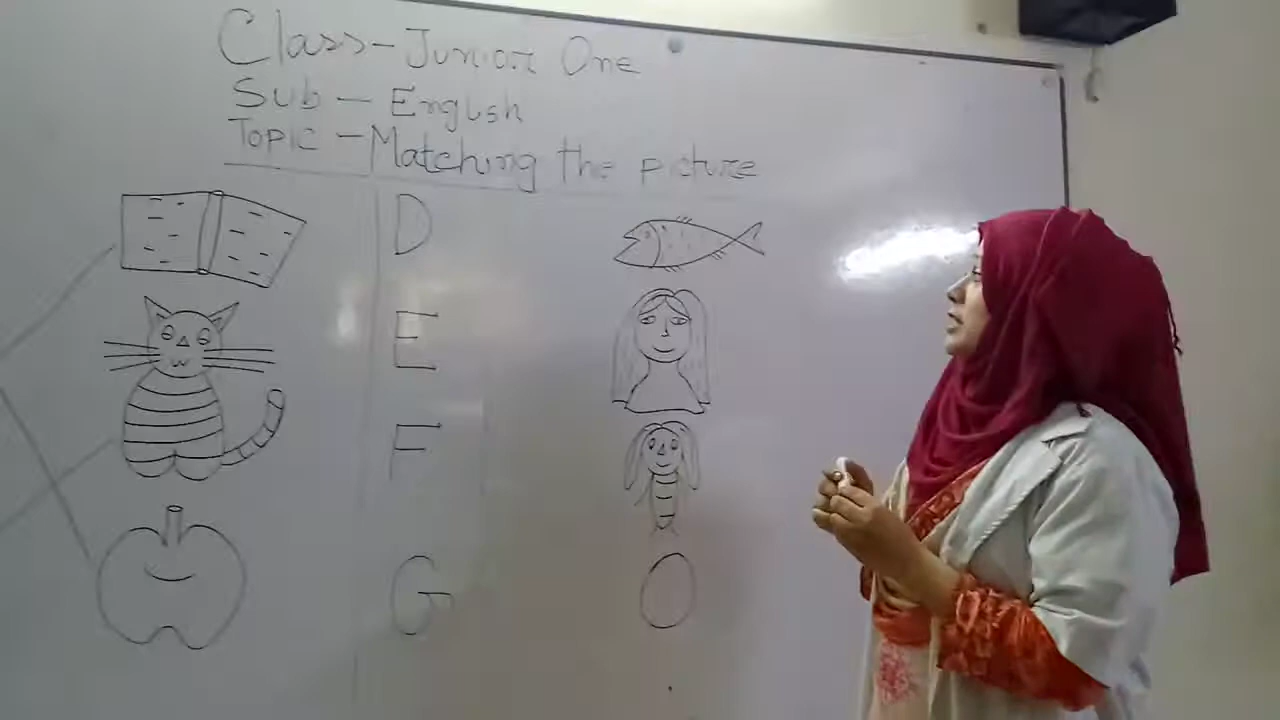 Class - Junior One
Sub - English
Topic - Matching the picture
D
E
F
G